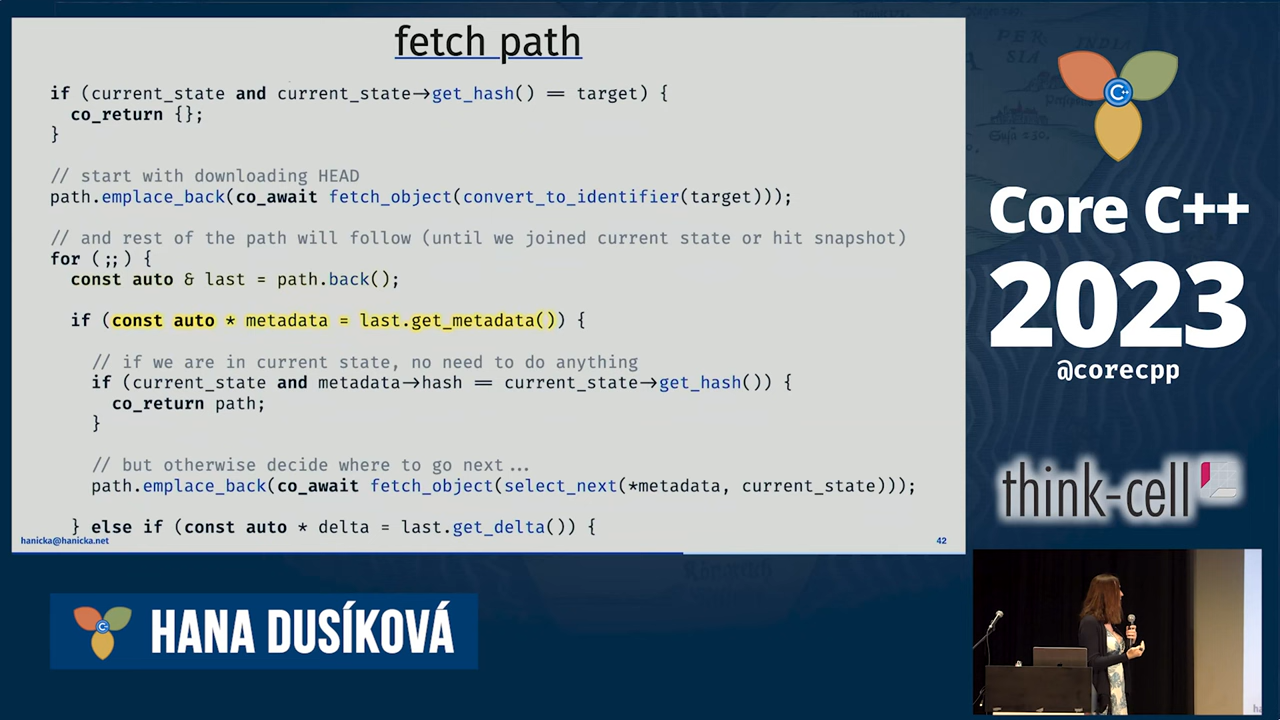 fetch path
if (current_state and current_state→get_hash() == target) {
co_return {};
}
// start with downloading HEAD
path.emplace_back(co_await fetch_object(convert_to_identifier(target)));
// and rest of the path will follow (until we joined current state or hit snapshot)
for (;;) {
const auto & last = path.back();
if (const auto * metadata = last.get_metadata()) {
// if we are in current state, no need to do anything
if (current_state and metadata→hash == current_state→get_hash()) {
co_return path;
}
// but otherwise decide where to go next...
path.emplace_back(co_await fetch_object(select_next(*metadata, current_state)));
} else if (const auto * delta = last.get_delta()) {
hanicka@hanicka.net
42
C++
Core C++
2023
@corecpp
think-cell
HANA DUSÍKOVÁ